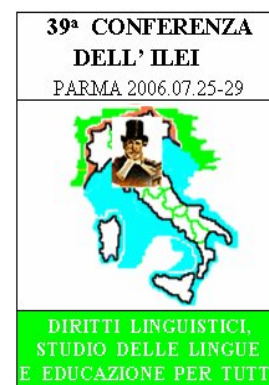 39ª CONFERENZA
DELL' ILEI
PARMA 2006.07.25-29
DIRITTI LINGUISTICI,
STUDIO DELLE LINGUE
E EDUCAZIONE PER TUTT